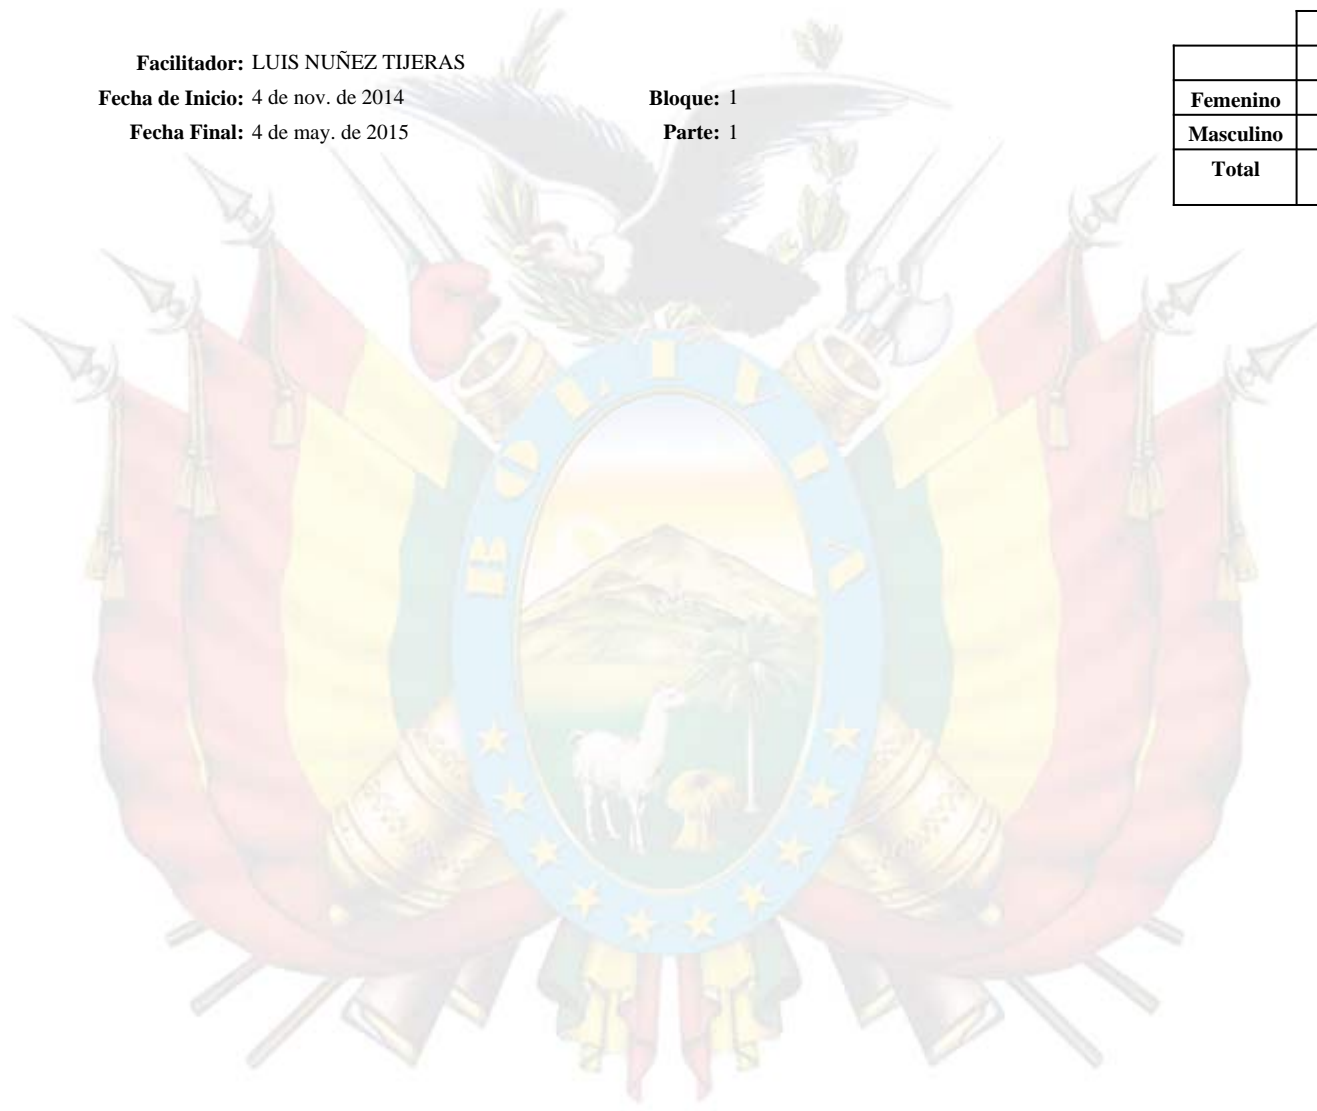 Facilitador: LUIS NUÑEZ TIJERAS
Fecha de Inicio: 4 de nov. de 2014
Bloque: 1
Fecha Final: 4 de may. de 2015
Parte: 1
Femenino
Masculino
Total
BOLIVIA